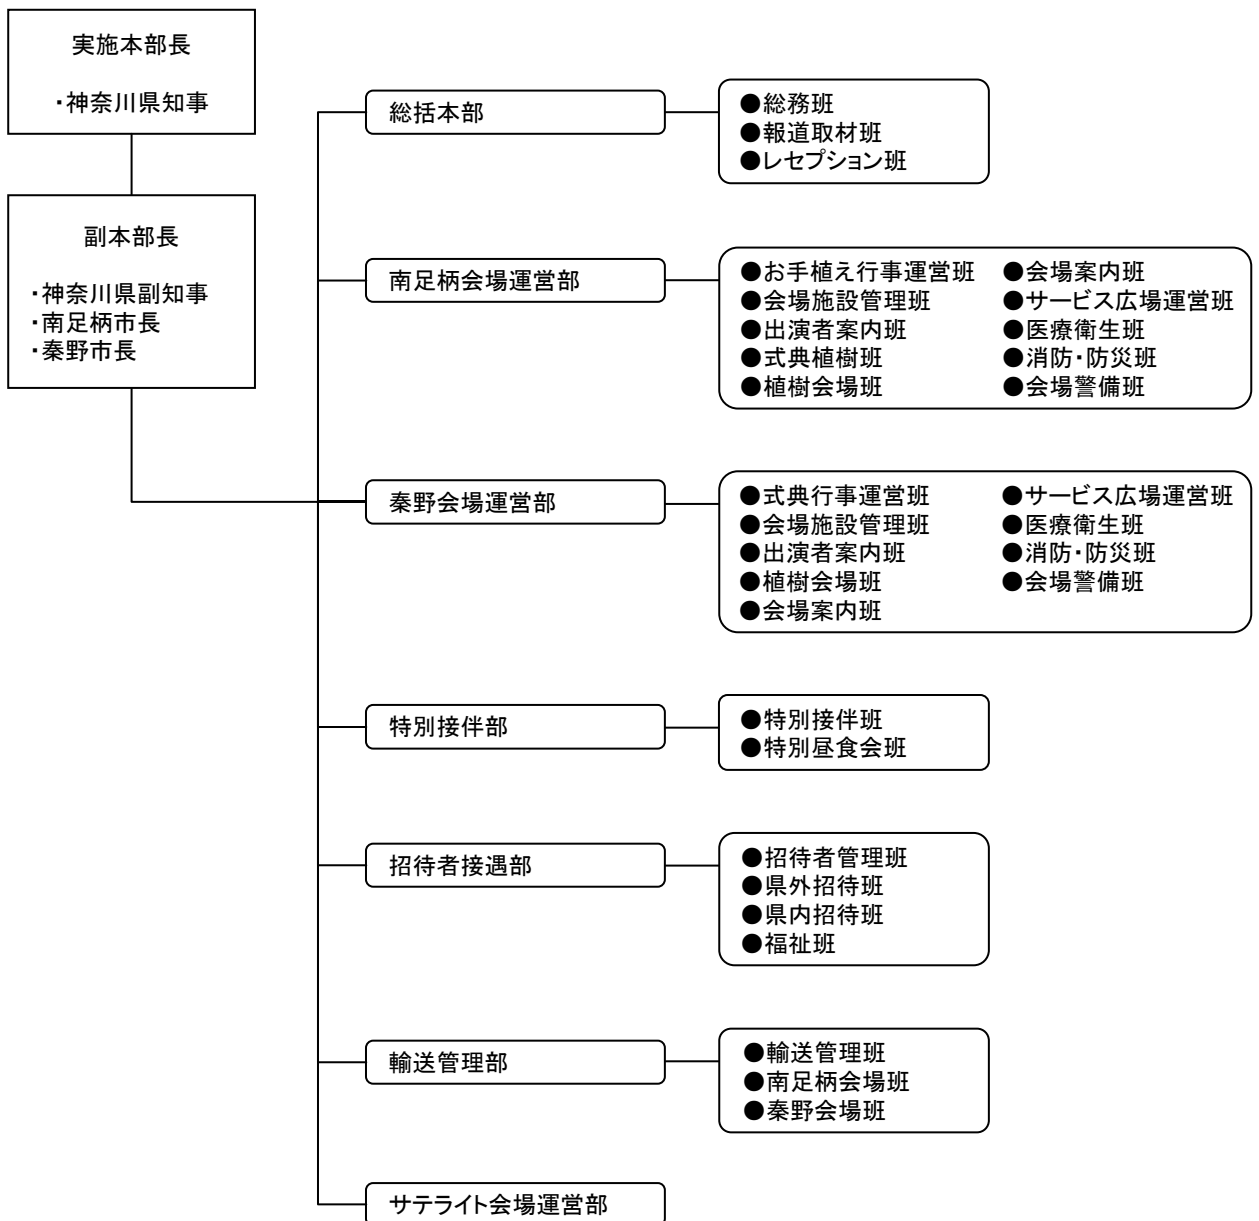 実施本部長
・神奈川県知事
副本部長
・神奈川県副知事
・南足柄市長
・秦野市長
総括本部
●総務班
●報道取材班
●レセプション班
南足柄会場運営部
●お手植え行事運営班
●会場施設管理班
●出演者案内班
●式典植樹班
●植樹会場班
●会場案内班
●サービス広場運営班
●医療衛生班
●消防・防災班
●会場警備班
秦野会場運営部
●式典行事運営班
●会場施設管理班
●出演者案内班
●植樹会場班
●会場案内班
●サービス広場運営班
●医療衛生班
●消防・防災班
●会場警備班
特別接伴部
●特別接伴班
●特別昼食会班
招待者接遇部
●招待者管理班
●県外招待班
●県内招待班
●福祉班
輸送管理部
●輸送管理班
●南足柄会場班
●秦野会場班
サテライト会場運営部